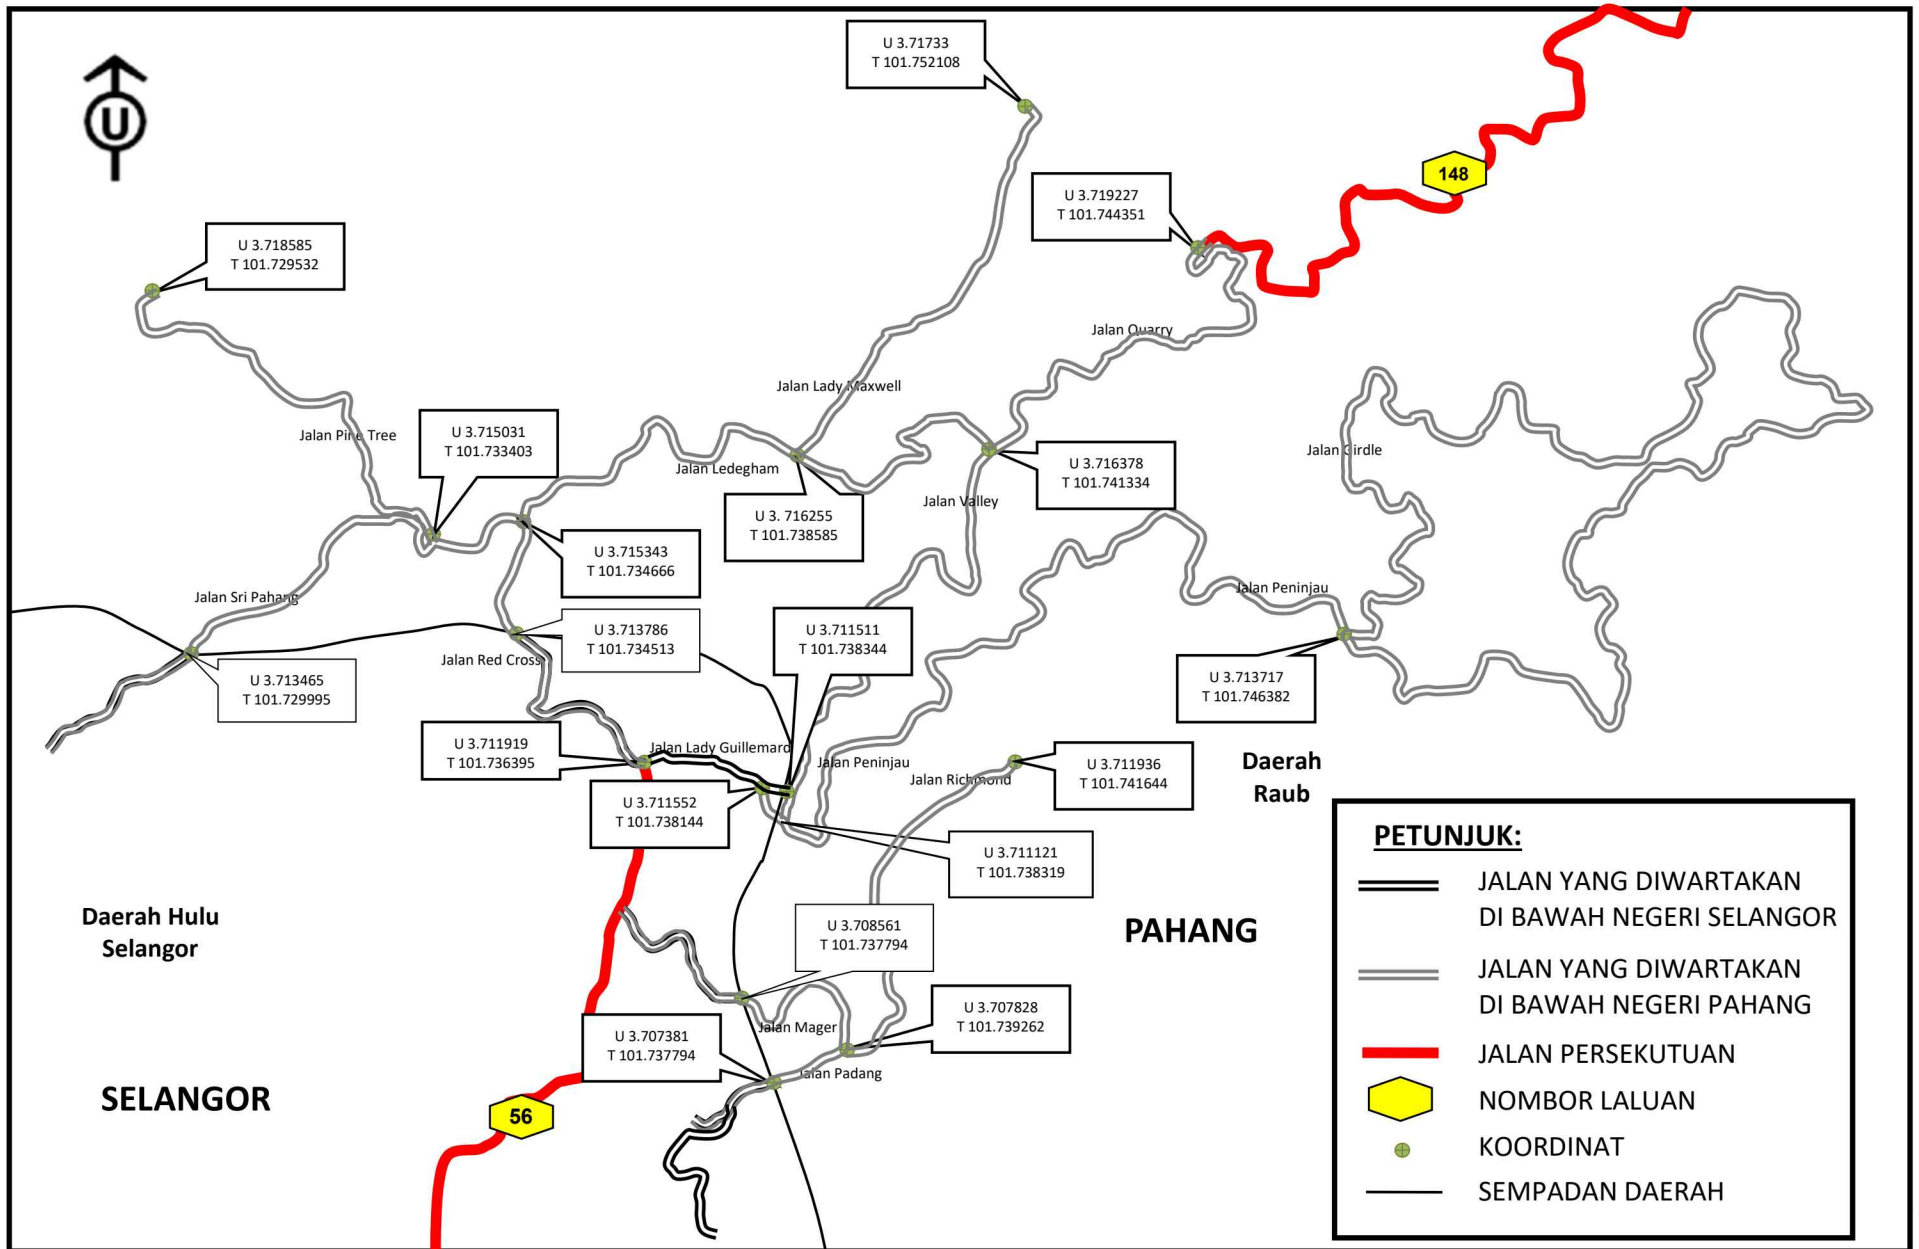 U 3.71733
T 101.752108
U
148
U 3.719227
T 101.744351
U 3.718585
T 101.729532
Jalan Quarry
Jalan Lady Maxwell
Jalan Pine Tree
U 3.715031
T 101.733403
Jalan Ledegham
Jalan Girdle
U 3.716378
T 101.741334
Jalan Valley
U 3. 716255
T 101.738585
U 3.715343
T 101.734666
Jalan Sri Pahang
Jalan Peninjau
U 3.713786
T 101.734513
U 3.711511
T 101.738344
Jalan Red Cross
U 3.713465
T 101.729995
U 3.713717
T 101.746382
U 3.711919
T 101.736395
Jalan Lady Guillemard
Jalan Peninjau
Jalan Richmond
U 3.711936
T 101.741644
Daerah
Raub
U 3.711552
T 101.738144
U 3.711121
T 101.738319
Daerah Hulu
Selangor
U 3.708561
T 101.737794
PAHANG
U 3.707828
T 101.739262
Jalan Mager
U 3.707381
T 101.737794
Jalan Padang
SELANGOR
56
PETUNJUK:
JALAN YANG DIWARTAKAN
DI BAWAH NEGERI SELANGOR
JALAN YANG DIWARTAKAN
DI BAWAH NEGERI PAHANG
JALAN PERSEKUTUAN
NOMBOR LALUAN
KOORDINAT
SEMPADAN DAERAH